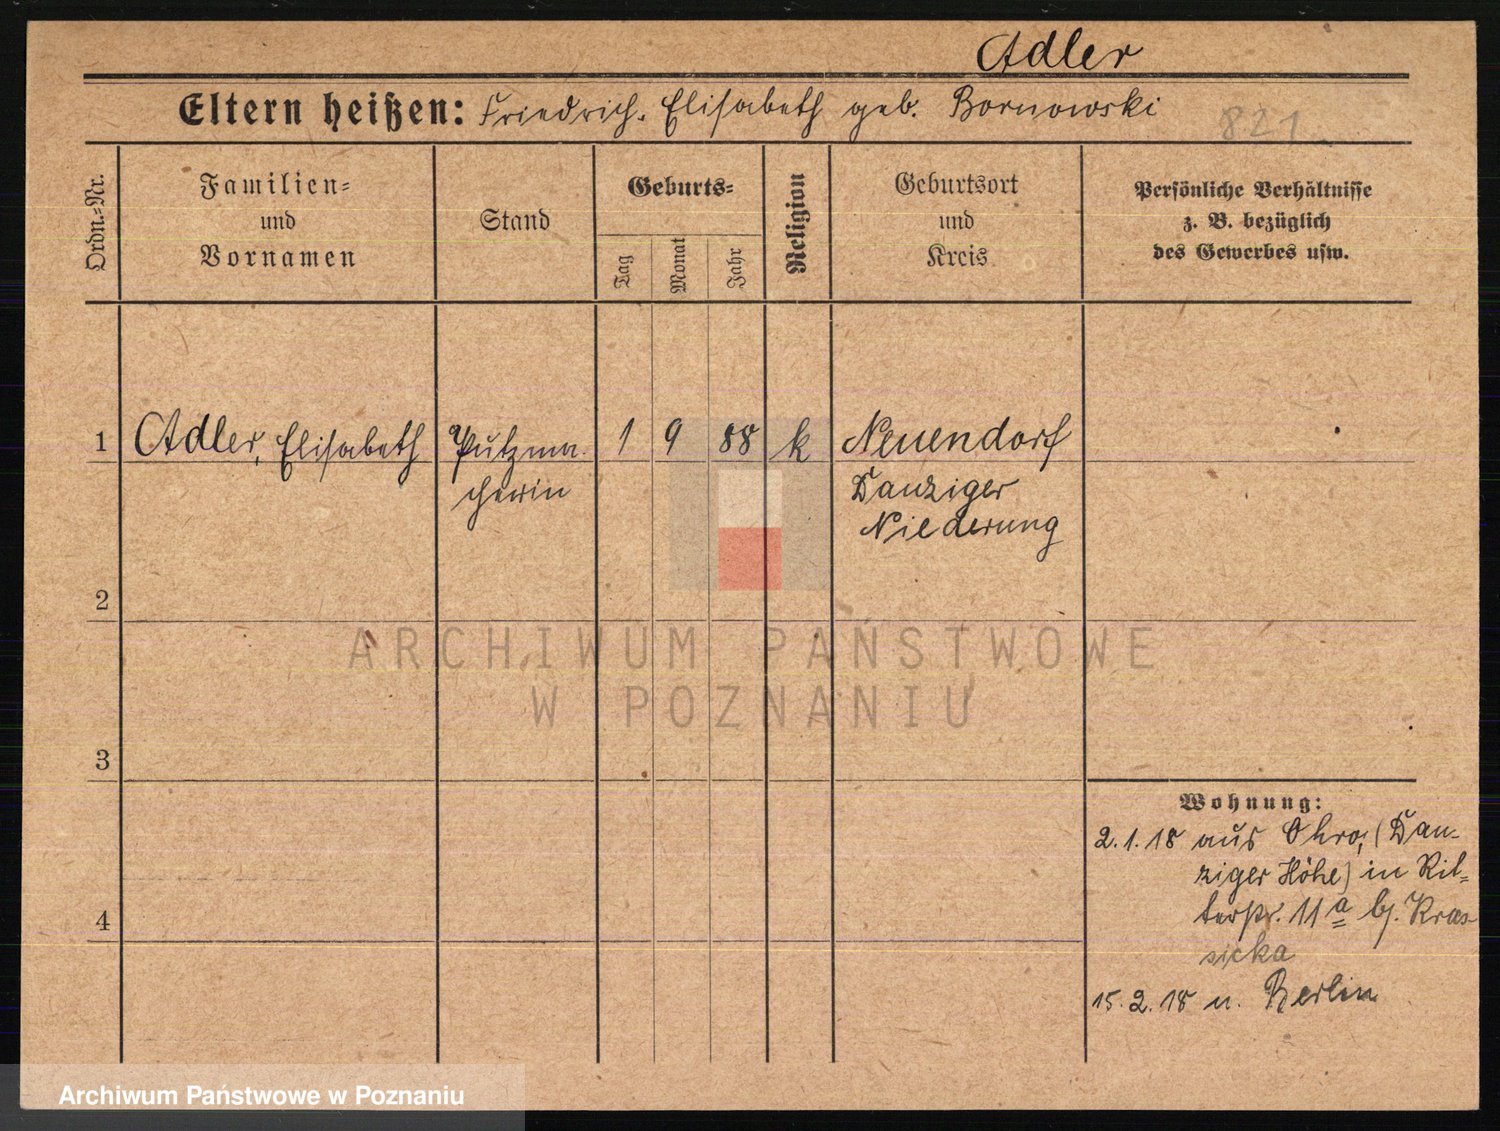 Adler
Eltern heißen: Friedrich. Elisabeth geb. Bornowski
821
Ordn.=Nr.
Familien=
und
Vornamen
Stand
Geburts=
Tag
Monat
Jahr
Religion
Geburtsort
und
Kreis
Persönliche Verhältnisse
z. B. bezüglich
des Gewerbes usw.
1 Adler, Elisabeth Putzma- 1 9 88 k Neuendorf
cherin Danziger
Niederung
2
ARCHIWUM PAŃSTWOWE
W POZNANIU
3
Wohnung:
2.1.18 aus Ohra, (Dan-
ziger Höhe) in Rit=
terstr. 11a b. Kras
sicka
4
15.2.18 n. Berlin
Archiwum Państwowe w Poznaniu